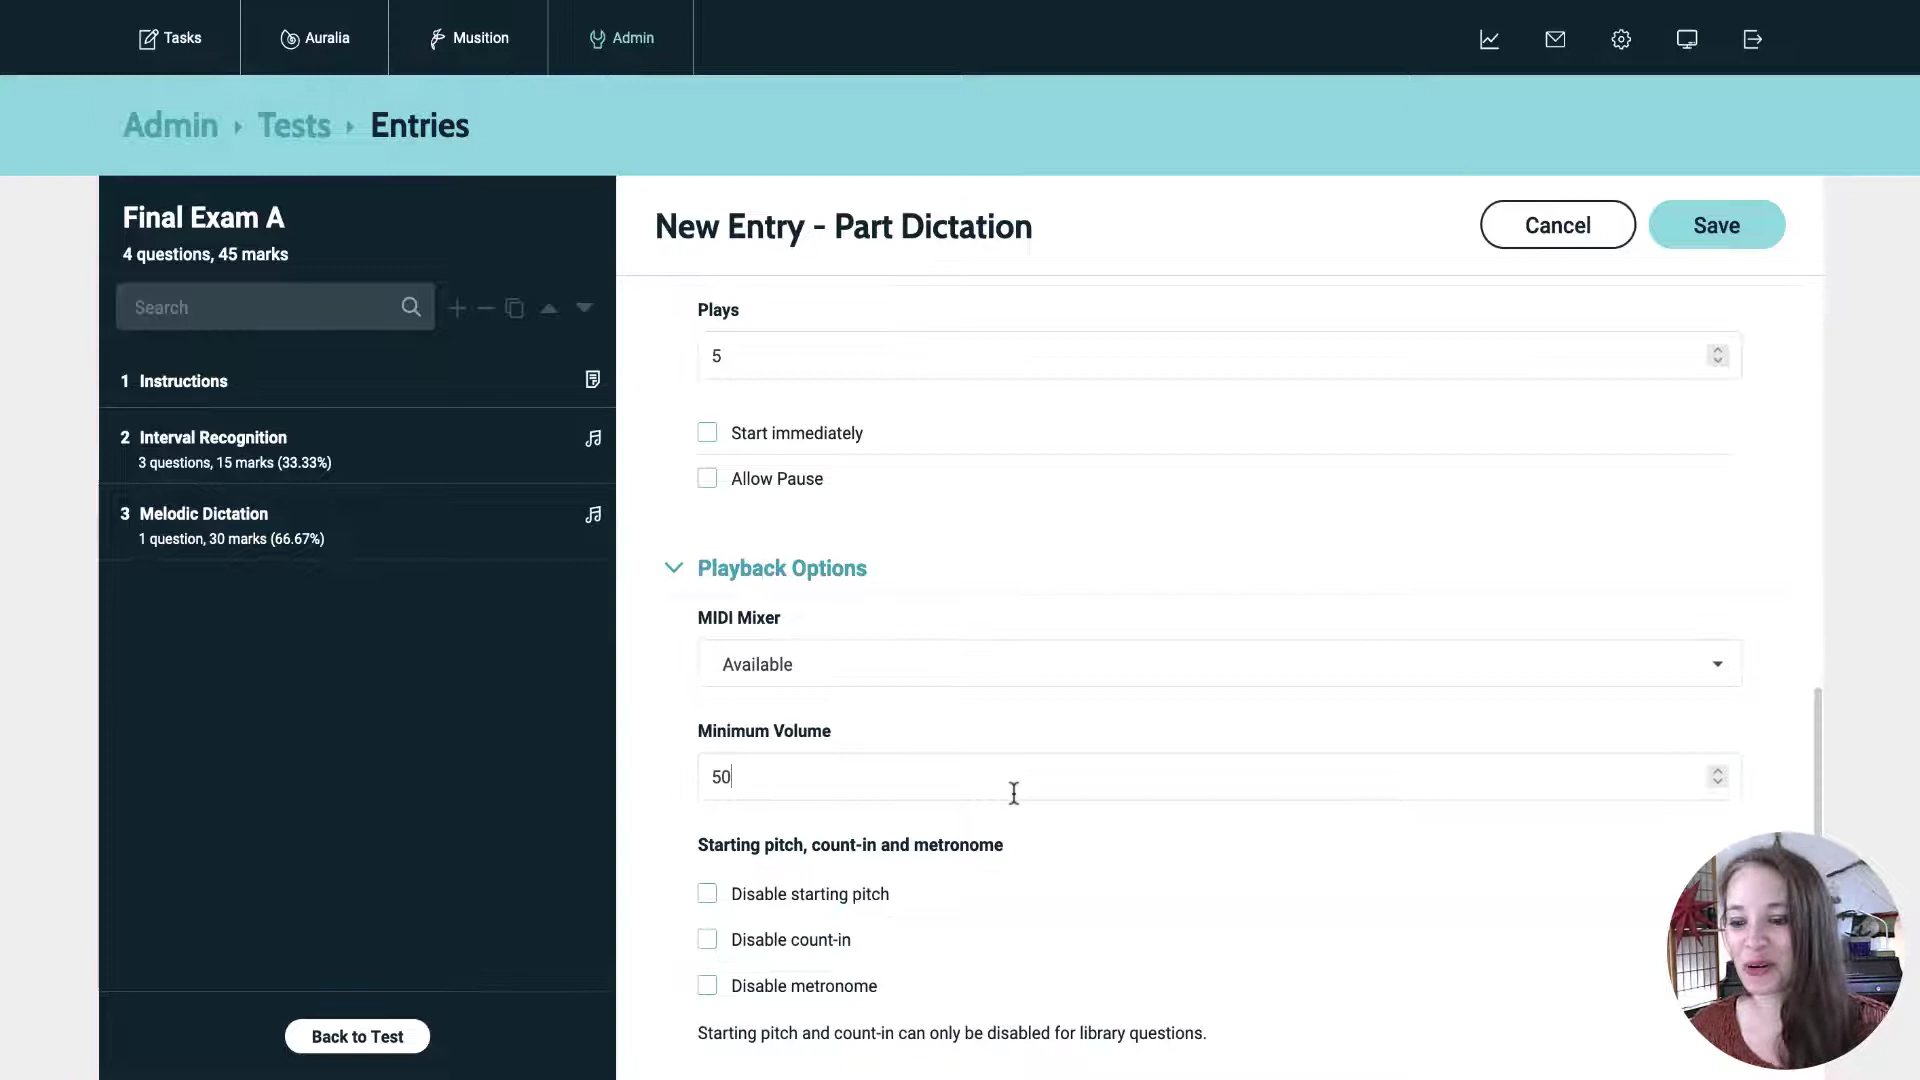 Tasks
Auralia
Musition
Admin
Admin
Tests
Entries
Final Exam A
4 questions, 45 marks
Search
1 Instructions
2 Interval Recognition
3 questions, 15 marks (33.33%)
3 Melodic Dictation
1 question, 30 marks (66.67%)
Back to Test
New Entry - Part Dictation
Cancel
Save
Plays
5
Start immediately
Allow Pause
Playback Options
MIDI Mixer
Available
Minimum Volume
50
Starting pitch, count-in and metronome
Disable starting pitch
Disable count-in
Disable metronome
Starting pitch and count-in can only be disabled for library questions.